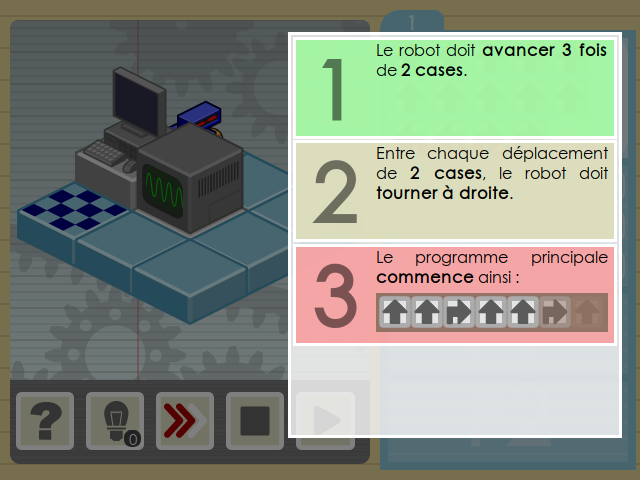 1
1
Le robot doit avancer 3 fois
de 2 cases.
2
Entre chaque déplacement
de 2 cases, le robot doit
tourner à droite.
3
Le programme principale
commence ainsi :
?
0